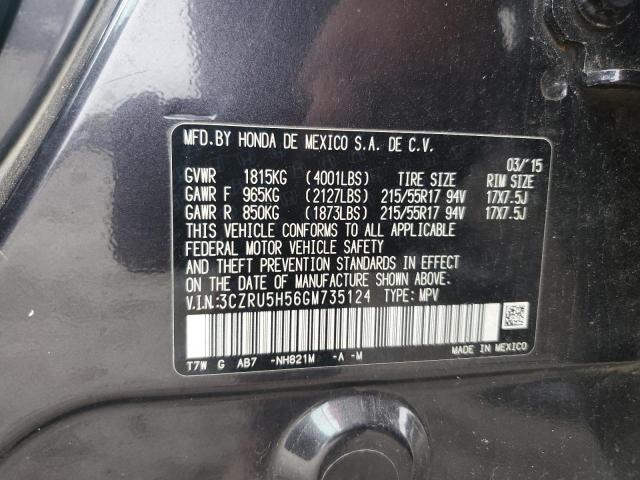 MFD.BY HONDA DE MEXICO S.A. DE C.V.
03/'15
GVWR 1815KG (4001LBS) TIRE SIZE RIM SIZE
GAWR F 965KG (2127LBS) 215/55R17 94V 17X7.5J
GAWR R 850KG (1873LBS) 215/55R17 94V 17X7.5J
THIS VEHICLE CONFORMS TO ALL APPLICABLE
FEDERAL MOTOR VEHICLE SAFETY
AND THEFT PREVENTION STANDARDS IN EFFECT
ON THE DATE OF MANUFACTURE SHOWN ABOVE.
V.I.N.:3CZRU5H56GM735124 TYPE: MPV
T7W G AB7 -NH821M -A -M
MADE IN MEXICO